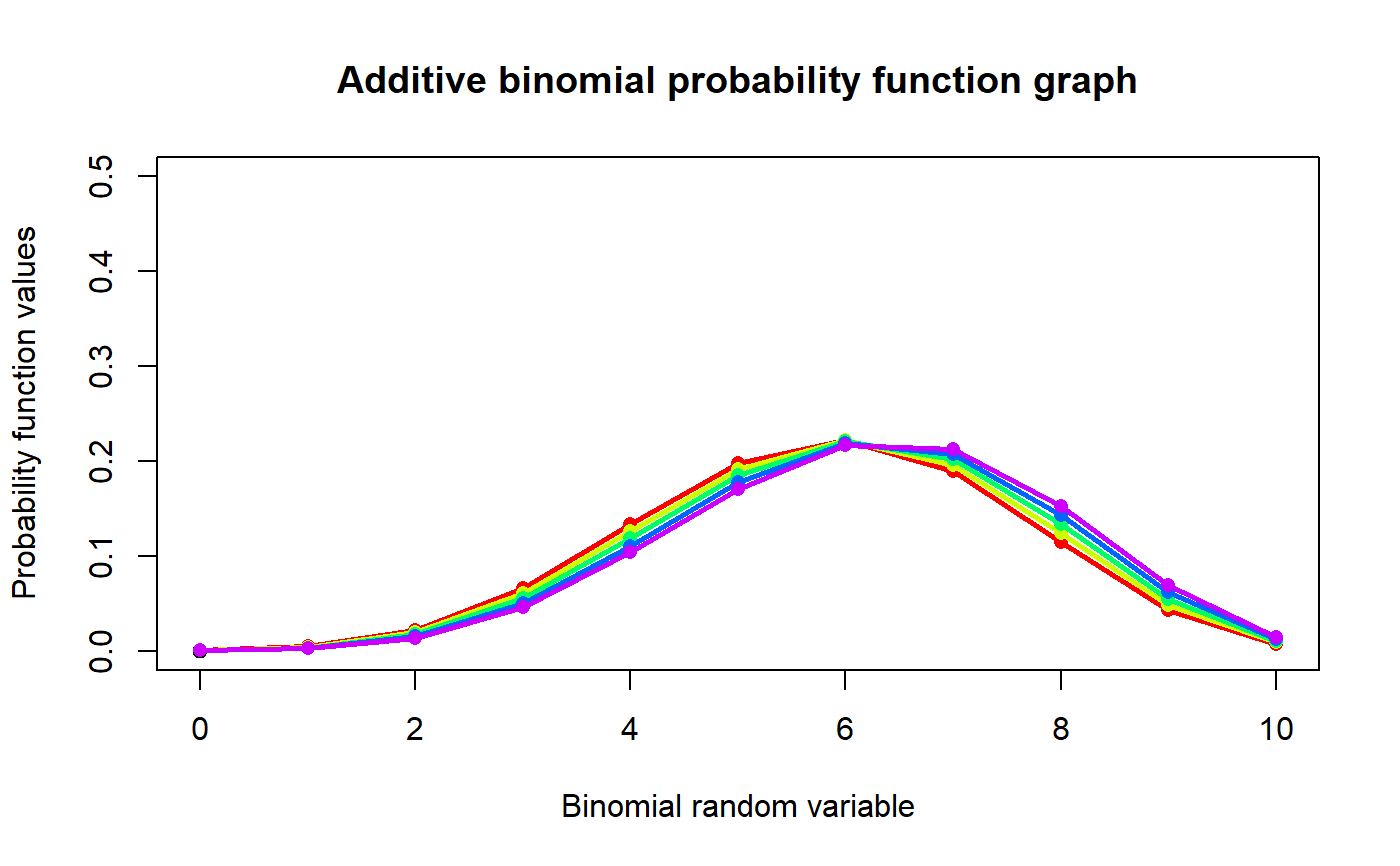 Additive binomial probability function graph
Probability function values
0.5
0.4
0.3
0.2
0.1
0.0
0 2 4 6 8 10
Binomial random variable